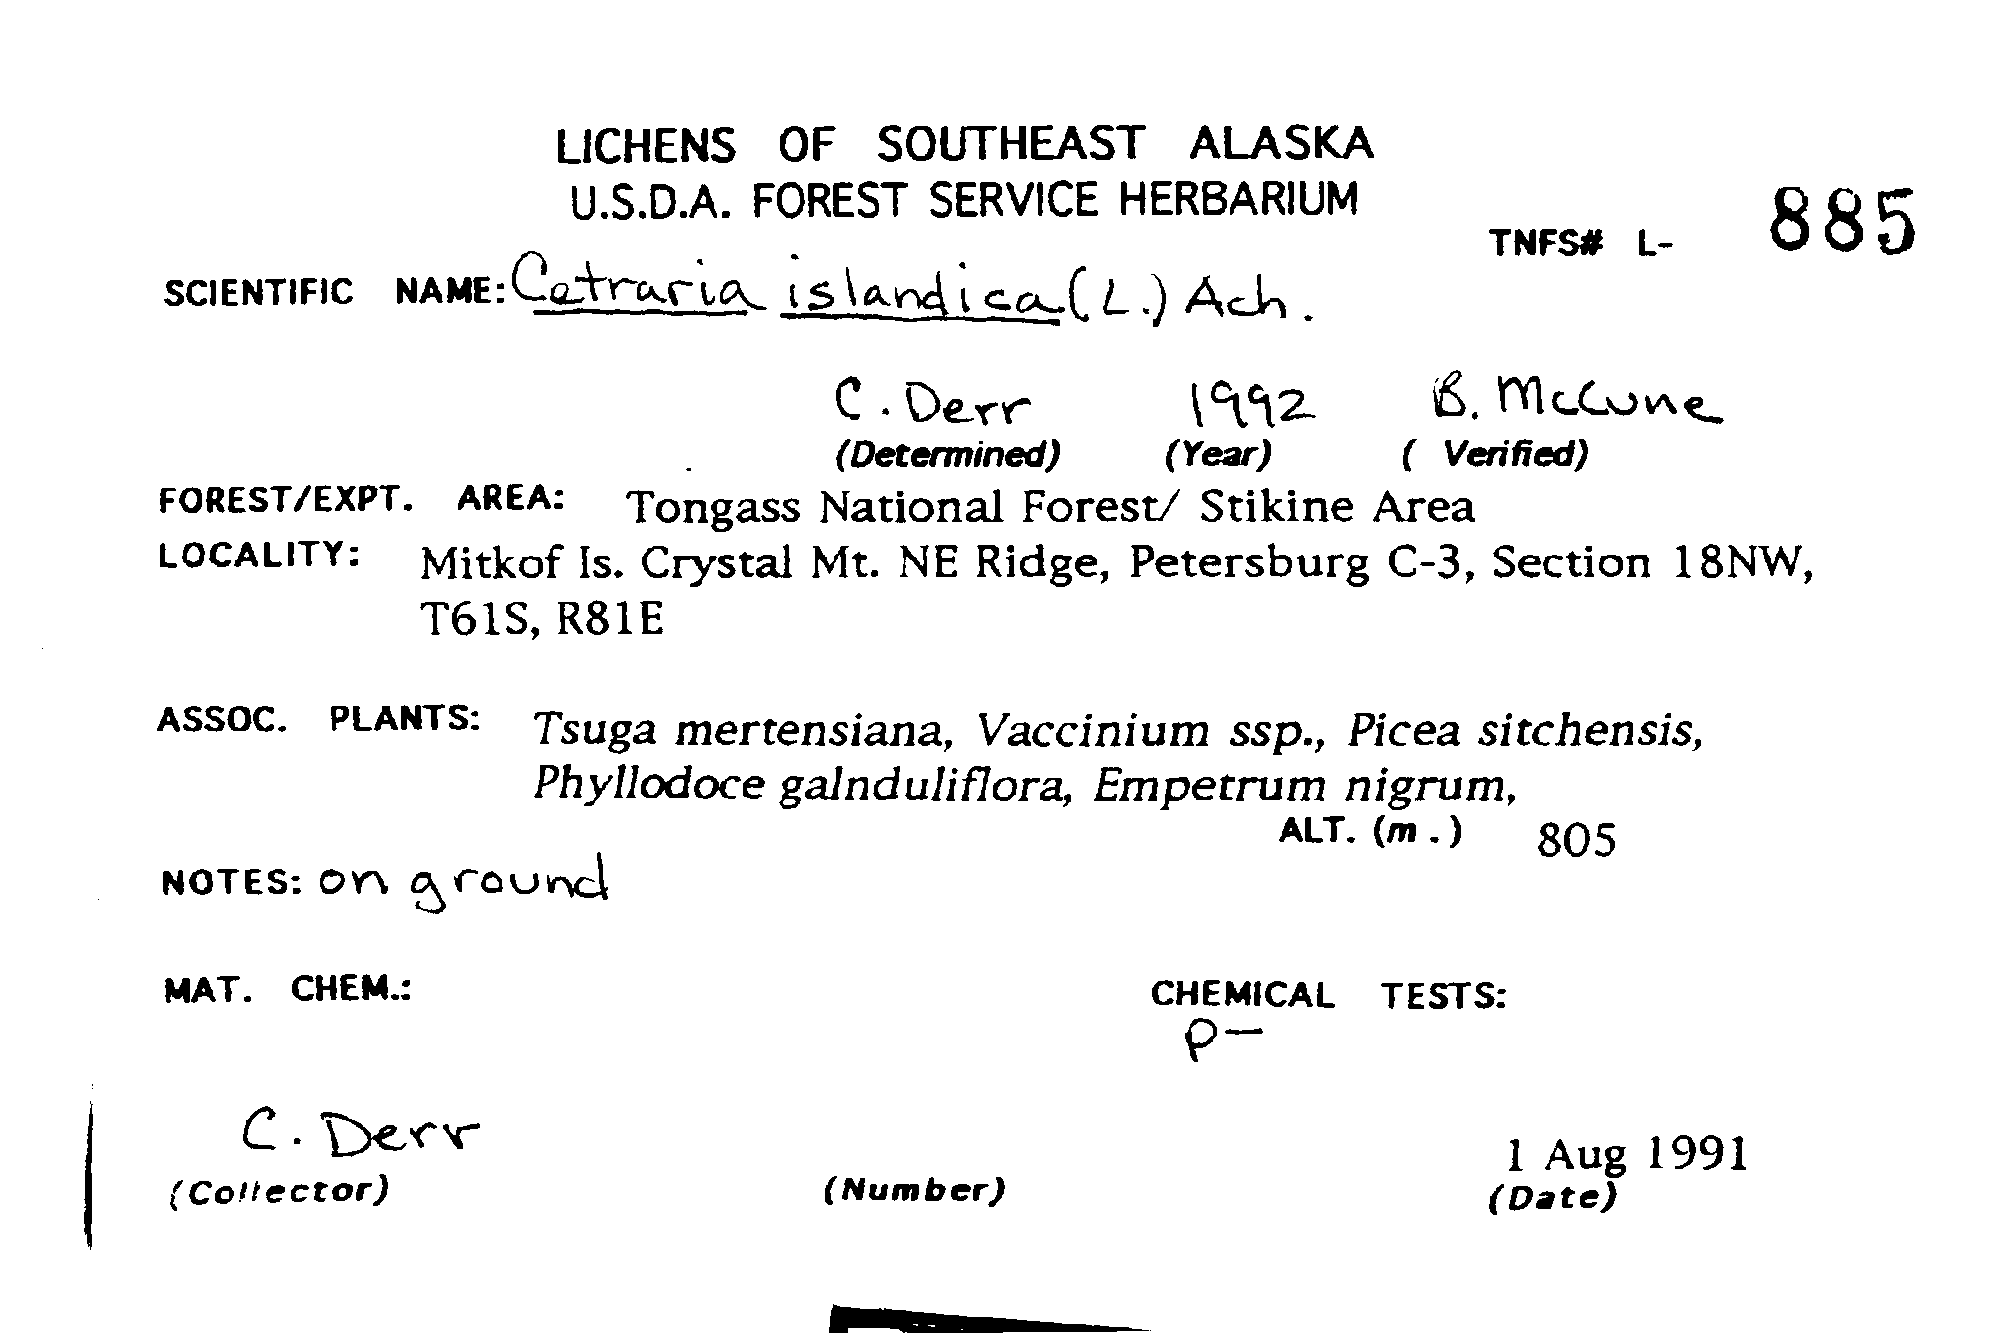 LICHENS OF SOUTHEAST ALASKA
U.S.D.A. FOREST SERVICE HERBARIUM
TNFS# L- 885
SCIENTIFIC NAME: Cetraria islandica (L.) Ach.
C. Derr 1992 B. McCune
(Determined) (Year) ( Verified)
FOREST/EXPT. AREA: Tongass National Forest/ Stikine Area
LOCALITY: Mitkof Is. Crystal Mt. NE Ridge, Petersburg C-3, Section 18NW,
T61S, R81E
ASSOC. PLANTS: Tsuga mertensiana, Vaccinium ssp., Picea sitchensis,
Phyllodoce galnduliflora, Empetrum nigrum,
ALT. (m.) 805
NOTES: on ground
MAT. CHEM.: CHEMICAL TESTS:
P-
C. Derr 1 Aug 1991
(Collector) (Number) (Date)